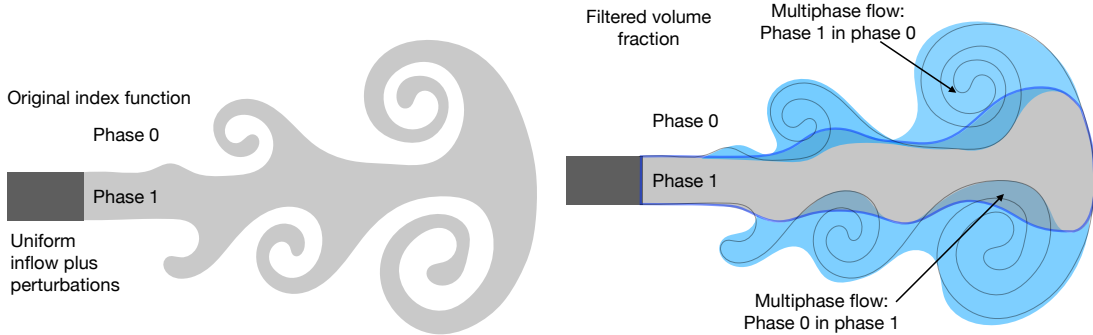 Original index function
Phase 0
Phase 1
Uniform
inflow plus
perturbations
Filtered volume
fraction
Multiphase flow:
Phase 1 in phase 0
Phase 0
Phase 1
Multiphase flow:
Phase 0 in phase 1